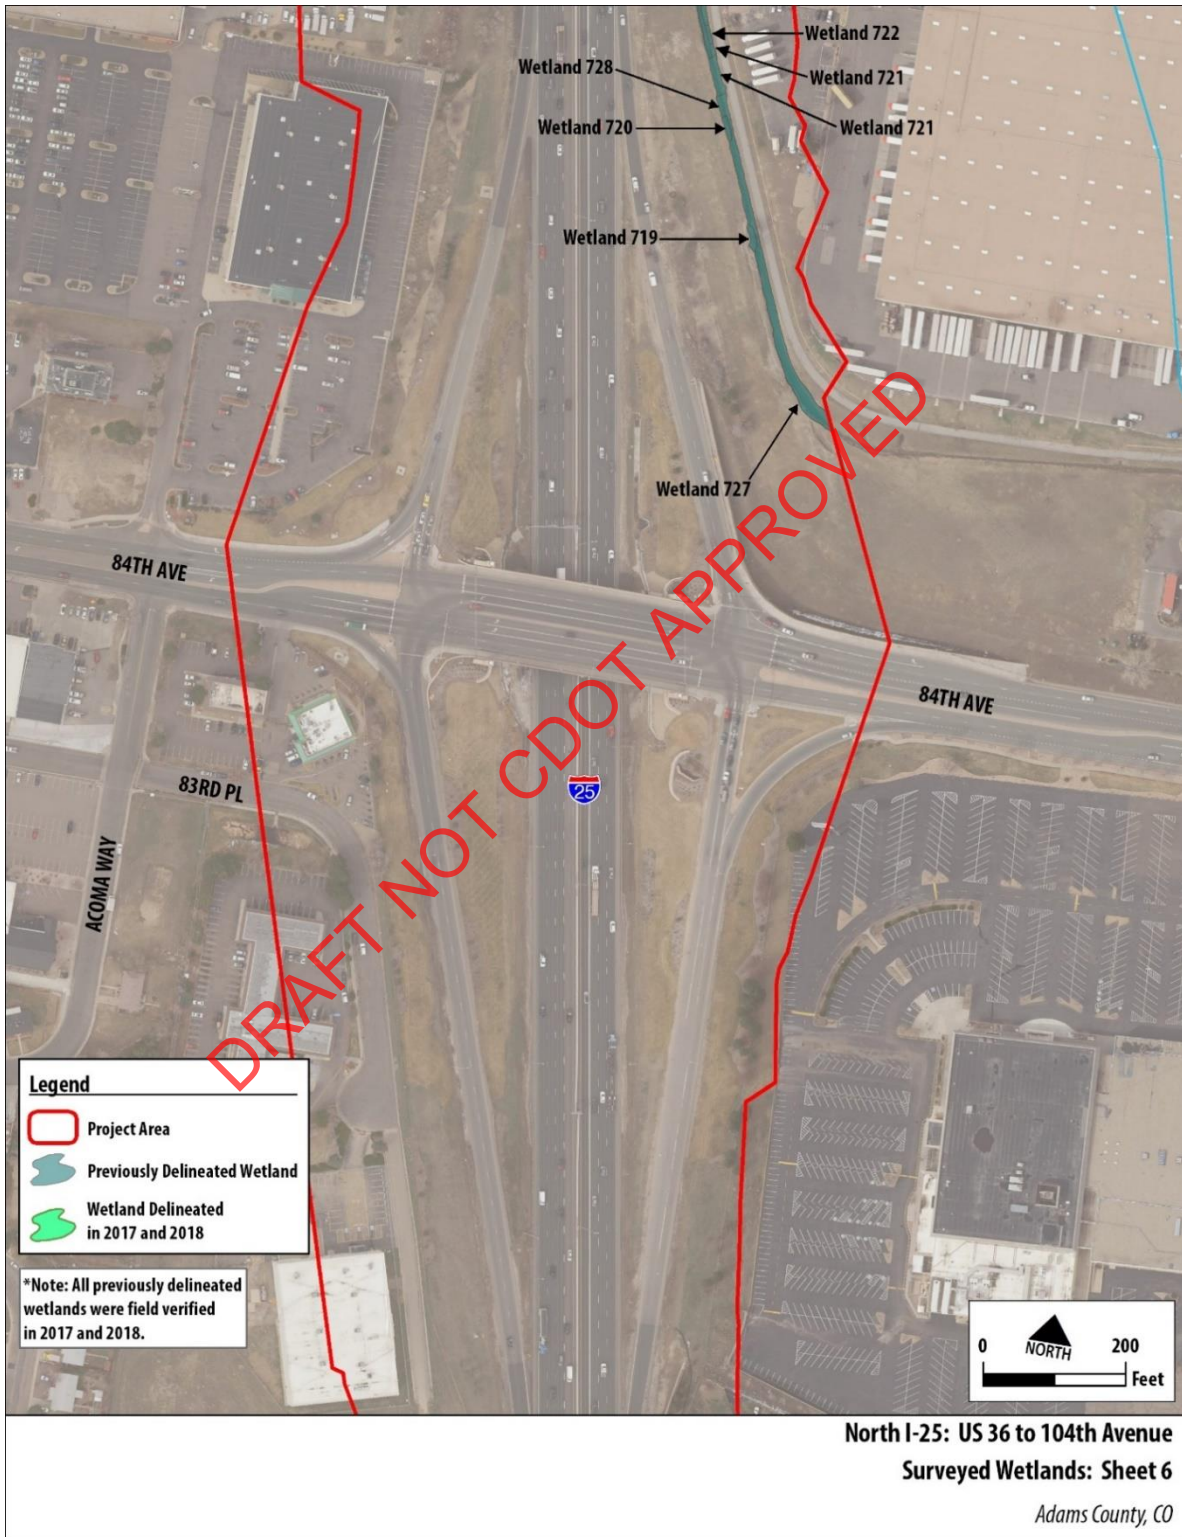 Wetland 722
Wetland 728
Wetland 721
Wetland 720
Wetland 721
Wetland 719
Wetland 727
84TH AVE
84TH AVE
83RD PL
25
ACOMA WAY
DRAFT NOT CDOT APPROVED
Legend
Project Area
Previously Delineated Wetland
Wetland Delineated
in 2017 and 2018
*Note: All previously delineated
wetlands were field verified
in 2017 and 2018.
NORTH
0 200
Feet
North I-25: US 36 to 104th Avenue
Surveyed Wetlands: Sheet 6
Adams County, CO